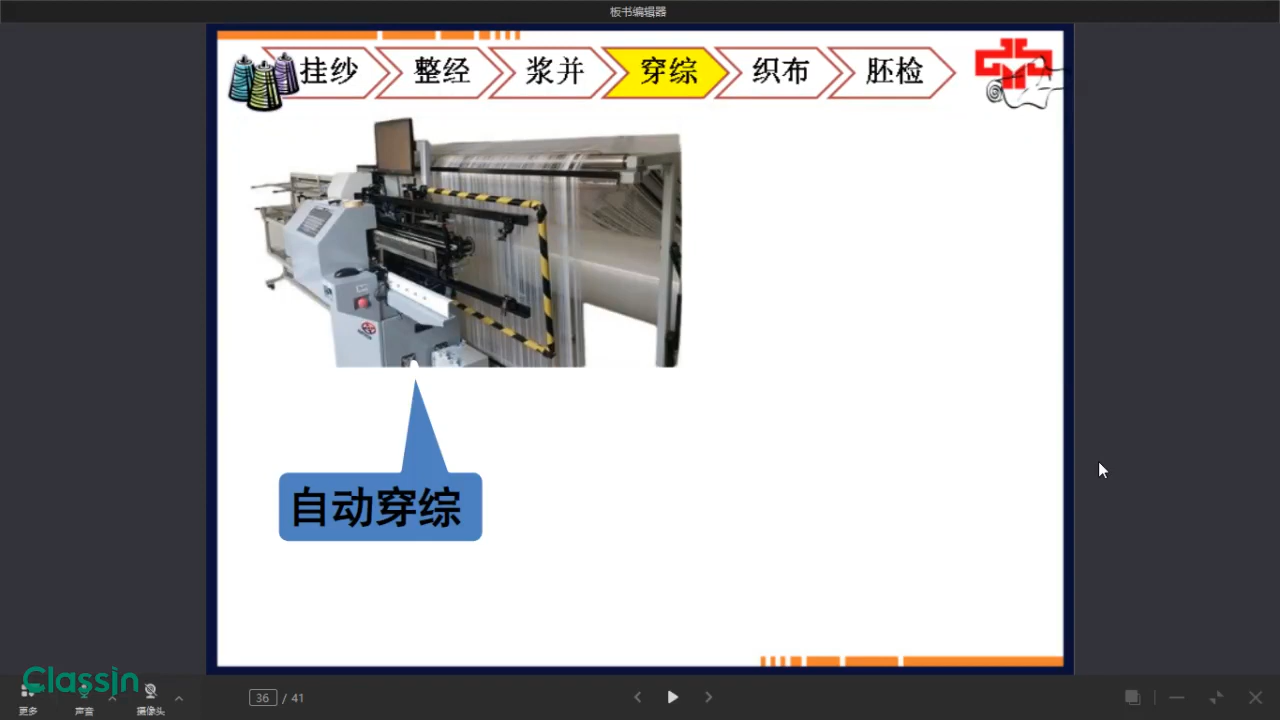 板书编辑器
挂纱 整经 浆并 穿综 织布 胚检
自动穿综
ClassIn
更多 声音 摄像头 36 / 41